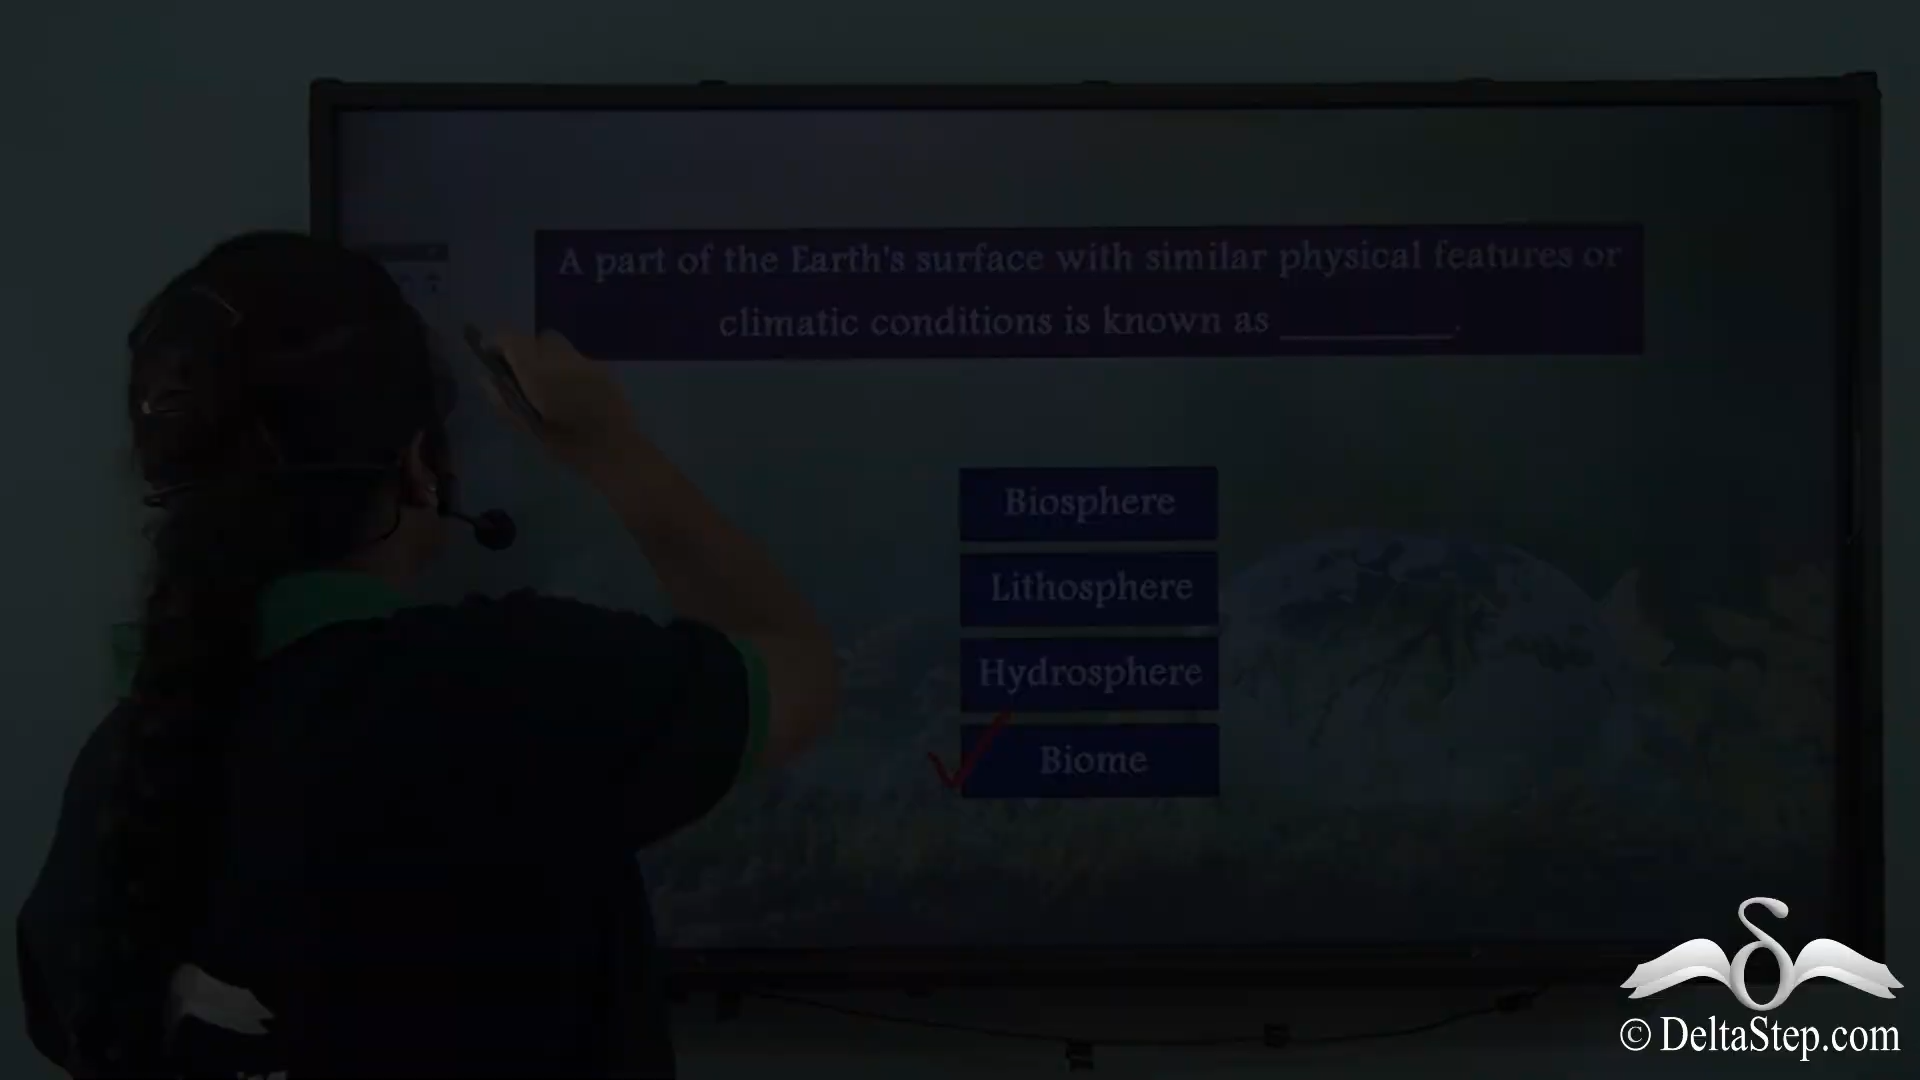 A part of the Earth's surface with similar physical features or
climatic conditions is known as __________.
Biosphere
Lithosphere
Hydrosphere
Biome
© DeltaStep.com